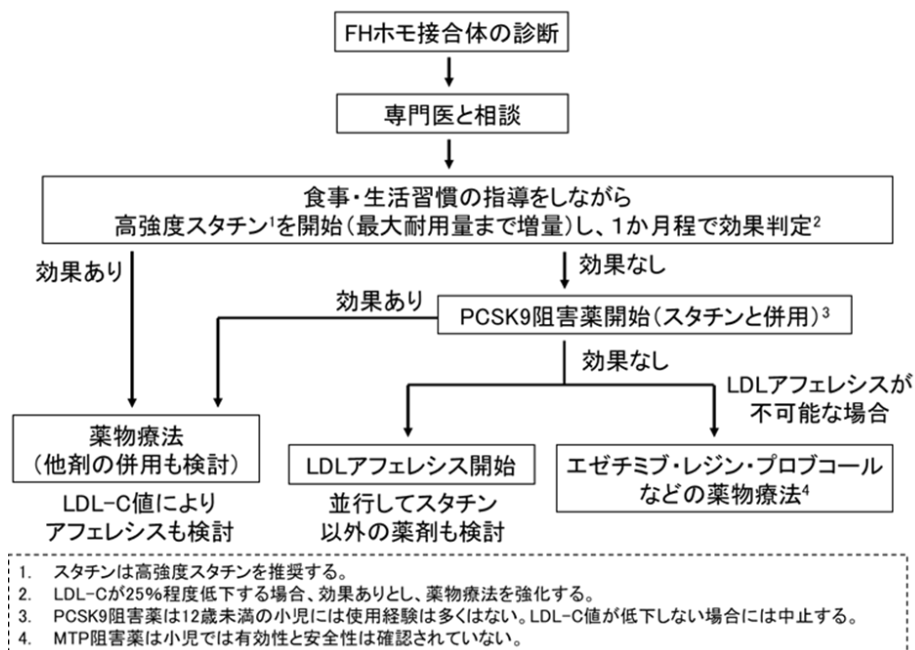 FHホモ接合体の診断
専門医と相談
食事・生活習慣の指導をしながら
高強度スタチン1を開始(最大耐用量まで増量)し、1か月程で効果判定2
効果あり
効果なし
効果あり
PCSK9阻害薬開始(スタチンと併用)3
効果なし
LDLアフェレシスが
不可能な場合
薬物療法
(他剤の併用も検討)
LDL-C値により
アフェレシスも検討
LDLアフェレシス開始
並行してスタチン
以外の薬剤も検討
エゼチミブ・レジン・プロブコール
などの薬物療法4
1. スタチンは高強度スタチンを推奨する。
2. LDL-Cが25%程度低下する場合、効果ありとし、薬物療法を強化する。
3. PCSK9阻害薬は12歳未満の小児には使用経験は多くはない。LDL-C値が低下しない場合には中止する。
4. MTP阻害薬は小児では有効性と安全性は確認されていない。